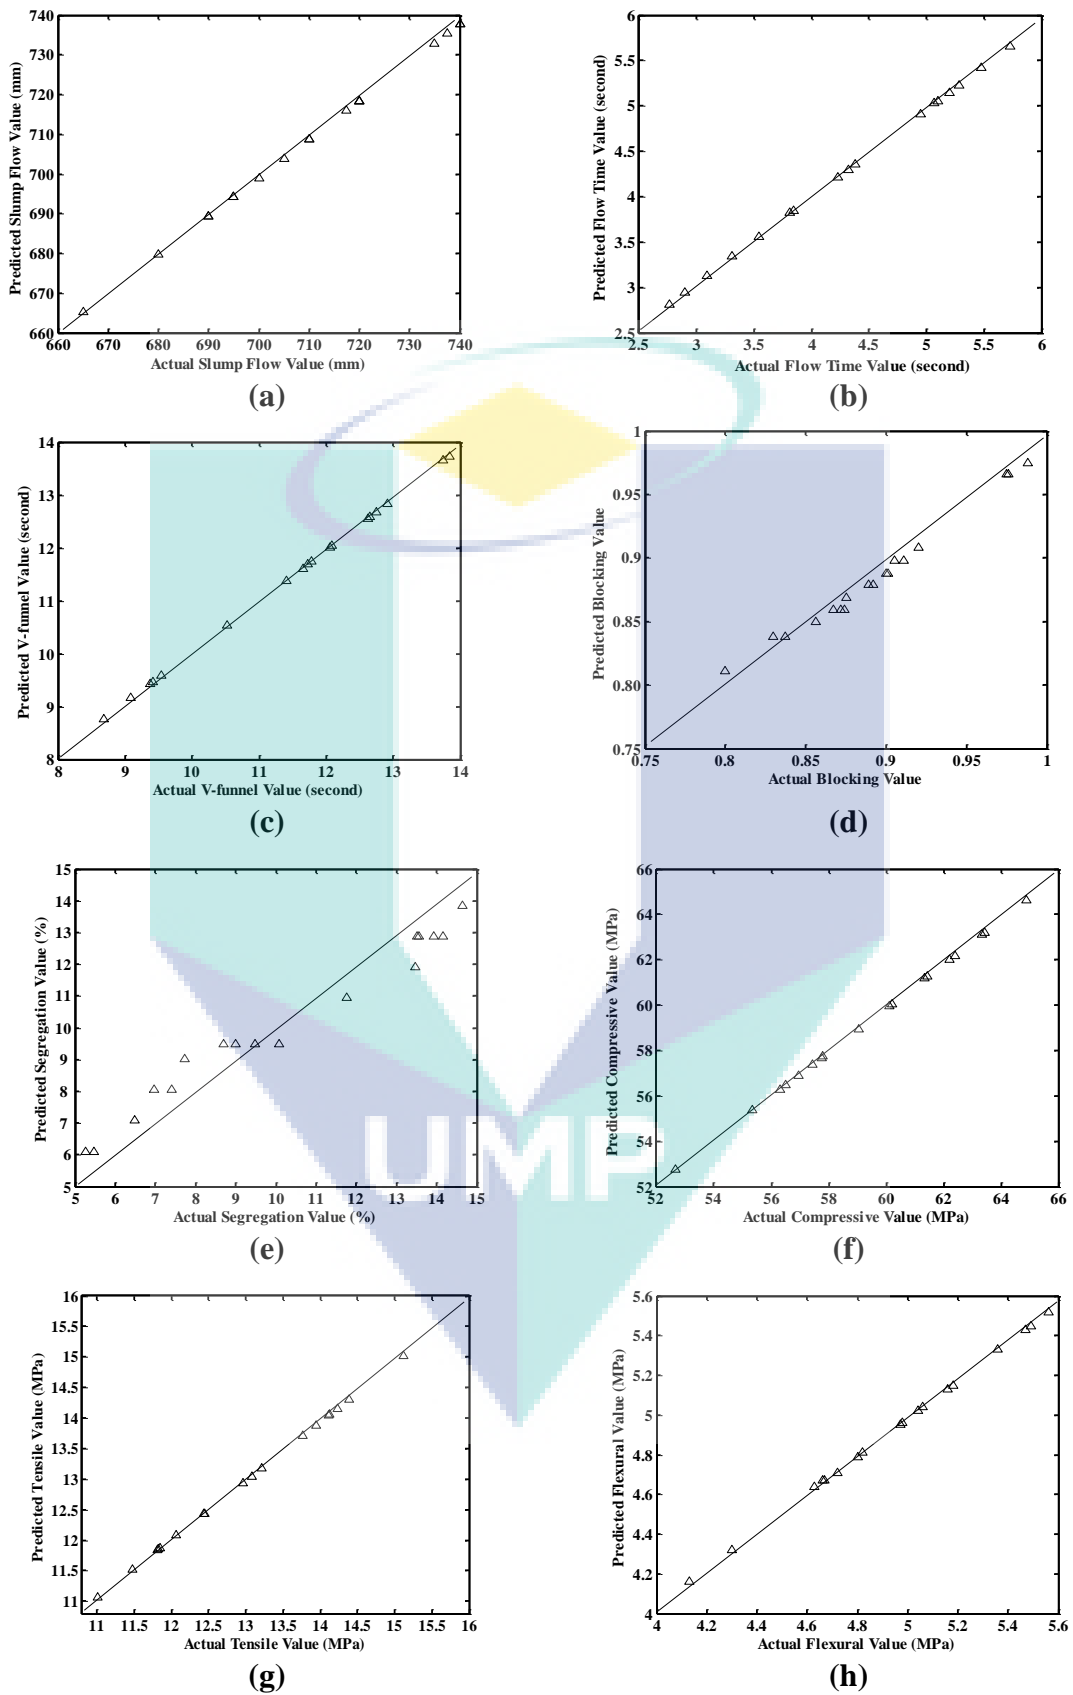 740
730
720
710
700
690
680
670
660
660 670 680 690 700 710 720 730 740
Predicted Slump Flow Value (mm)
Actual Slump Flow Value (mm)
(a)
6
5.5
5
4.5
4
3.5
3
2.5
2.5 3 3.5 4 4.5 5 5.5 6
Predicted Flow Time Value (second)
Actual Flow Time Value (second)
(b)
14
13
12
11
10
9
8
8 9 10 11 12 13 14
Predicted V-funnel Value (second)
Actual V-funnel Value (second)
(c)
1
0.95
0.9
0.85
0.80
0.75
0.75 0.8 0.85 0.9 0.95 1
Predicted Blocking Value
Actual Blocking Value
(d)
15
14
13
12
11
10
9
8
7
6
5
5 6 7 8 9 10 11 12 13 14 15
Predicted Segregation Value (%)
Actual Segregation Value (%)
(e)
66
64
62
60
58
56
54
52
52 54 56 58 60 62 64 66
Predicted Compressive Value (MPa)
Actual Compressive Value (MPa)
(f)
UMP
16
15.5
15
14.5
14
13.5
13
12.5
12
11.5
11
11 11.5 12 12.5 13 13.5 14 14.5 15 15.5 16
Predicted Tensile Value (MPa)
Actual Tensile Value (MPa)
(g)
5.6
5.4
5.2
5
4.8
4.6
4.4
4.2
4
4 4.2 4.4 4.6 4.8 5 5.2 5.4 5.6
Predicted Flexural Value (MPa)
Actual Flexural Value (MPa)
(h)